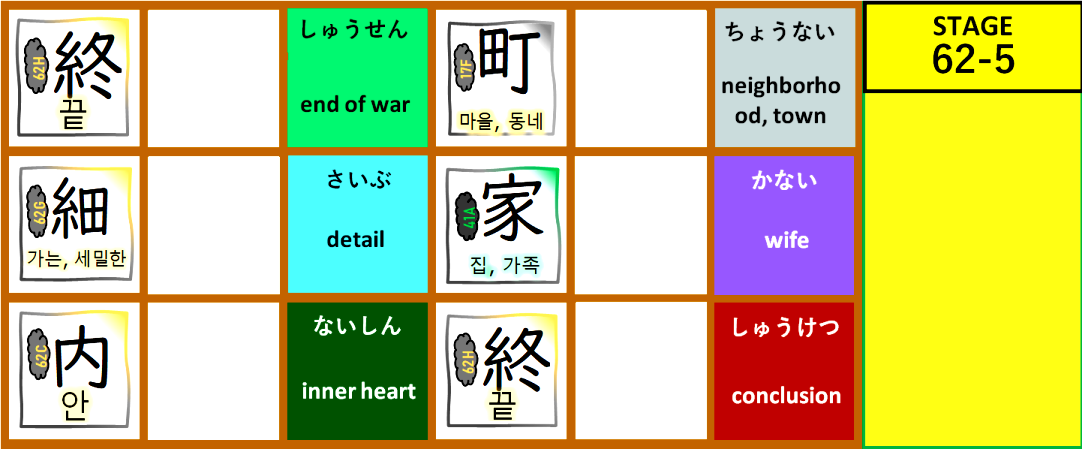 終
62H
끝
しゅうせん
end of war
町
17F
마을, 동네
ちょうない
neighborho
od, town
STAGE
62-5
細
62G
가는, 세밀한
さいぶ
detail
家
41A
집, 가족
かない
wife
内
62C
안
ないしん
inner heart
終
62H
끝
しゅうけつ
conclusion